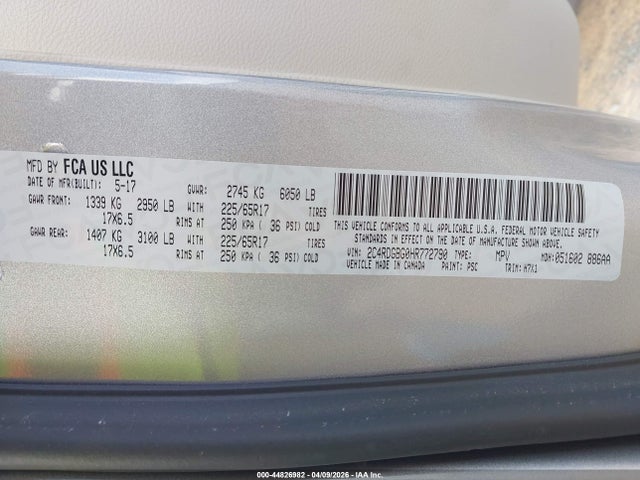 MFD BY FCA US LLC
DATE OF MFR(BUILT): 5-17 GVWR: 2745 KG 6050 LB
GAWR FRONT: 1339 KG 2950 LB WITH 225/65R17 TIRES
17X6.5 RIMS AT 250 KPA ( 36 PSI) COLD
GAWR REAR: 1407 KG 3100 LB WITH 225/65R17 TIRES
17X6.5 RIMS AT 250 KPA ( 36 PSI) COLD
THIS VEHICLE CONFORMS TO ALL APPLICABLE U.S.A. FEDERAL MOTOR VEHICLE SAFETY
STANDARDS IN EFFECT ON THE DATE OF MANUFACTURE SHOWN ABOVE.
VIN: 2C4RDGBG0HR772790 TYPE: MPV MDH:051602 886AA
VEHICLE MADE IN CANADA PAINT: PSC TRIM: M7X1
000-44826982 - 04/09/2026 - IAA Inc.